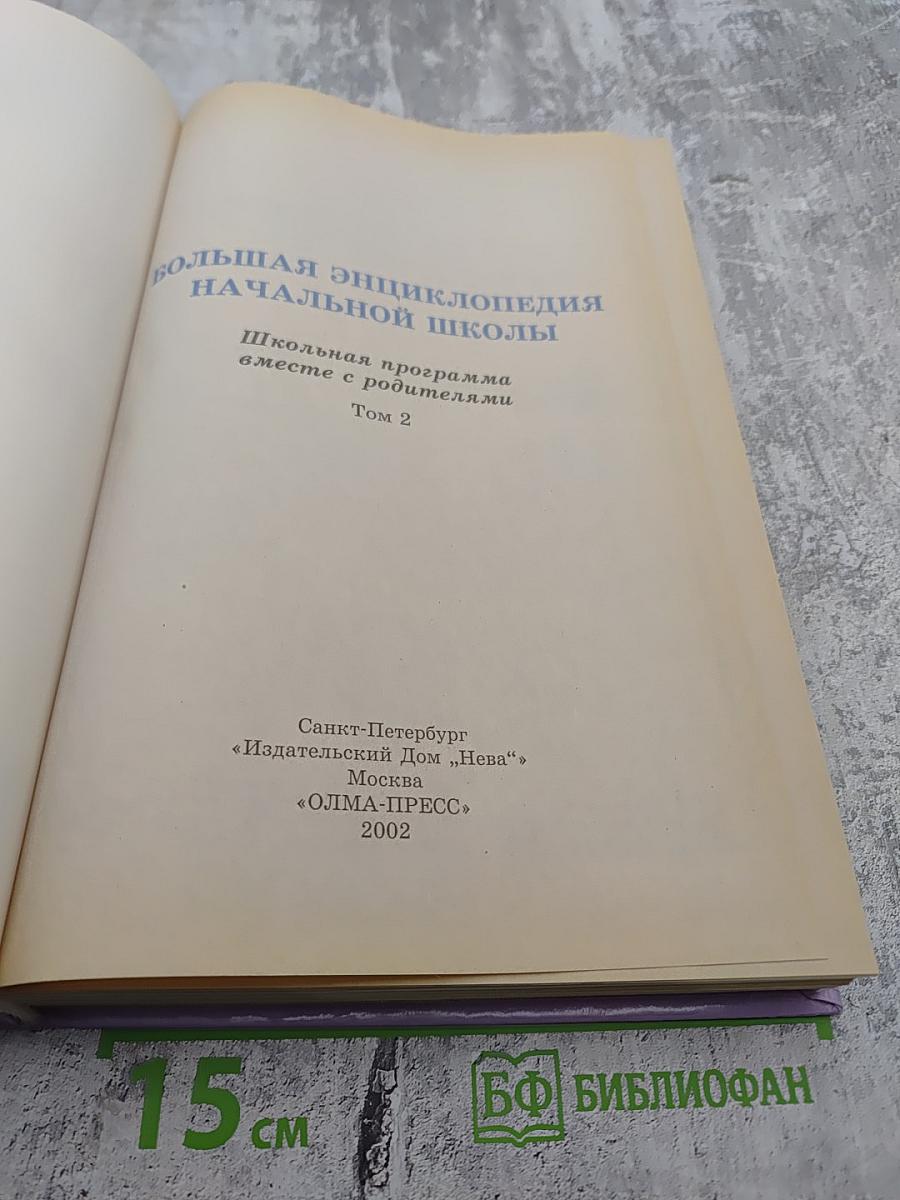 БОЛЬШАЯ ЭНЦИКЛОПЕДИЯ
НАЧАЛЬНОЙ ШКОЛЫ
Школьная программа
вместе с родителями
Том 2
Санкт-Петербург
«Издательский Дом „Нева“»
Москва
«ОЛМА-ПРЕСС»
2002
15 см
БФ БИБЛИОФАН